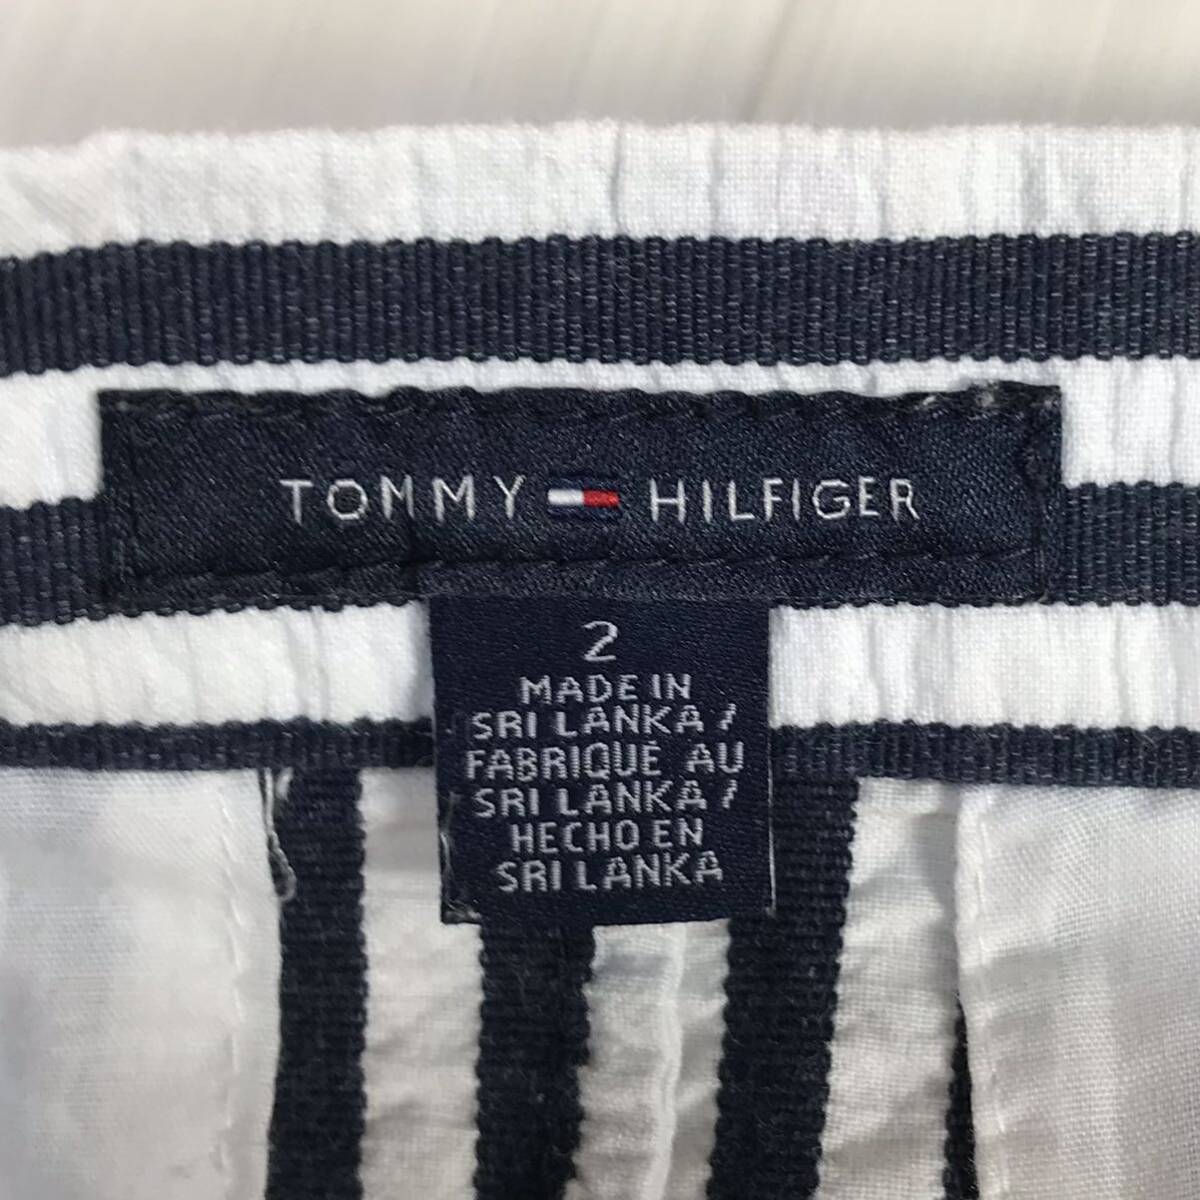 TOMMY HILFIGER
2
MADE IN
SRI LANKA /
FABRIQUÉ AU
SRI LANKA /
HECHO EN
SRI LANKA